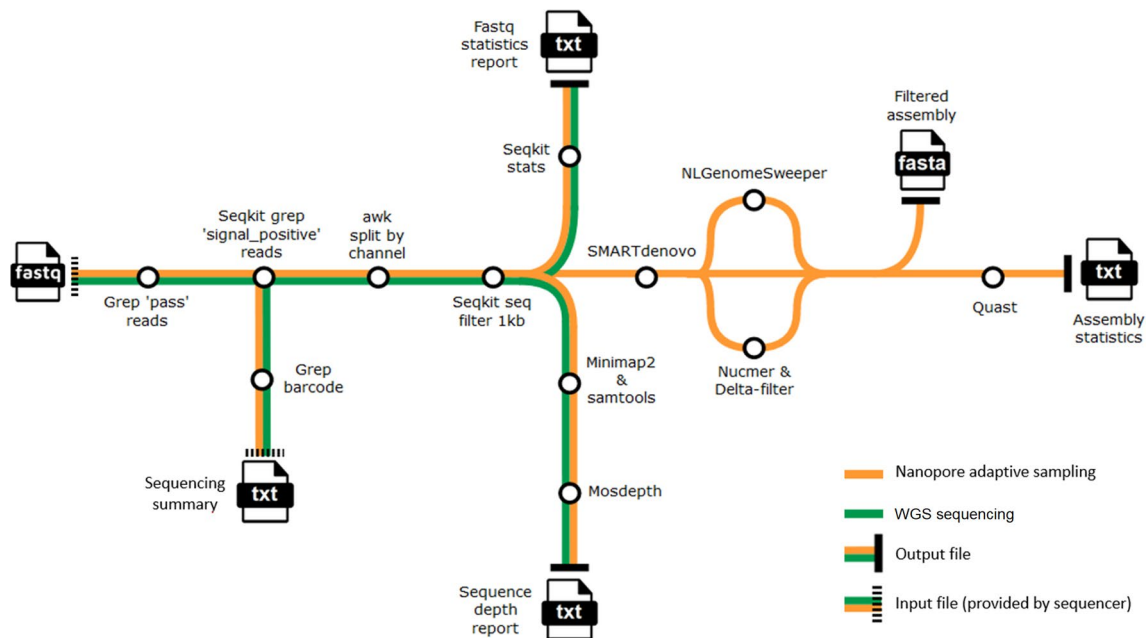 Fastq
statistics
report
txt
Seqkit
stats
Filtered
assembly
fasta
NLGenomeSweeper
Seqkit grep
'signal_positive'
reads
awk
split by
channel
SMARTdenovo
fastq
Grep 'pass'
reads
Seqkit seq
filter 1kb
Quast
txt
Assembly
statistics
Grep
barcode
Minimap2
&
samtools
Nucmer &
Delta-filter
Sequencing
summary
txt
Mosdepth
Sequence
depth
report
txt
Nanopore adaptive sampling
WGS sequencing
Output file
Input file (provided by sequencer)